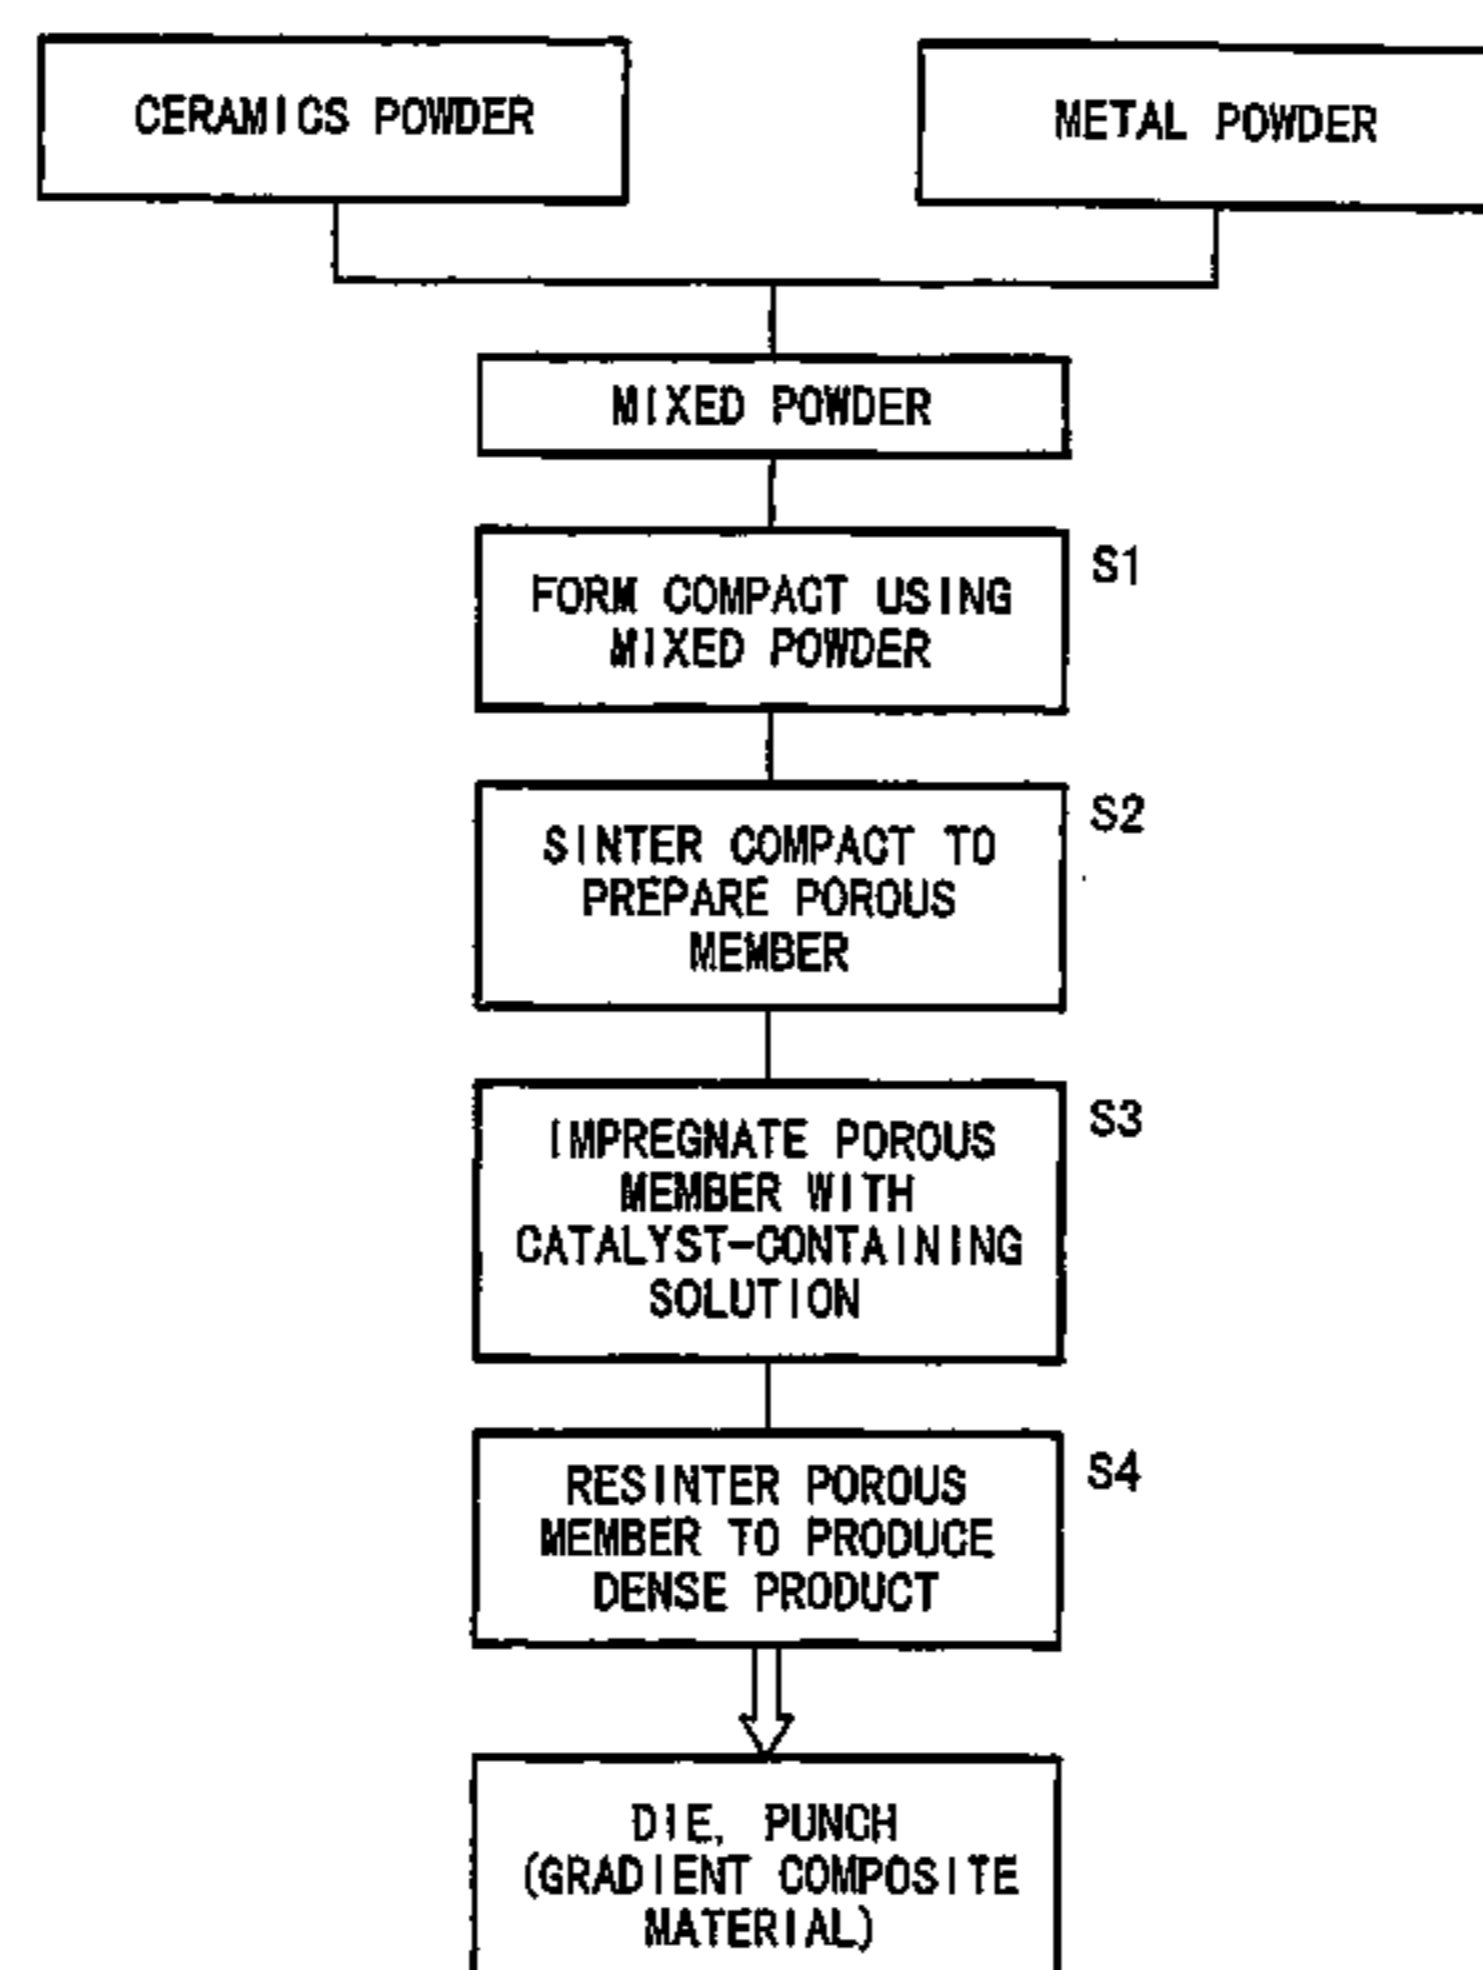 CERAMICS POWDER
METAL POWDER
MIXED POWDER
FORM COMPACT USING
MIXED POWDER
S1
SINTER COMPACT TO
PREPARE POROUS
MEMBER
S2
IMPREGNATE POROUS
MEMBER WITH
CATALYST-CONTAINING
SOLUTION
S3
RESINTER POROUS
MEMBER TO PRODUCE
DENSE PRODUCT
S4
DIE, PUNCH
(GRADIENT COMPOSITE
MATERIAL)